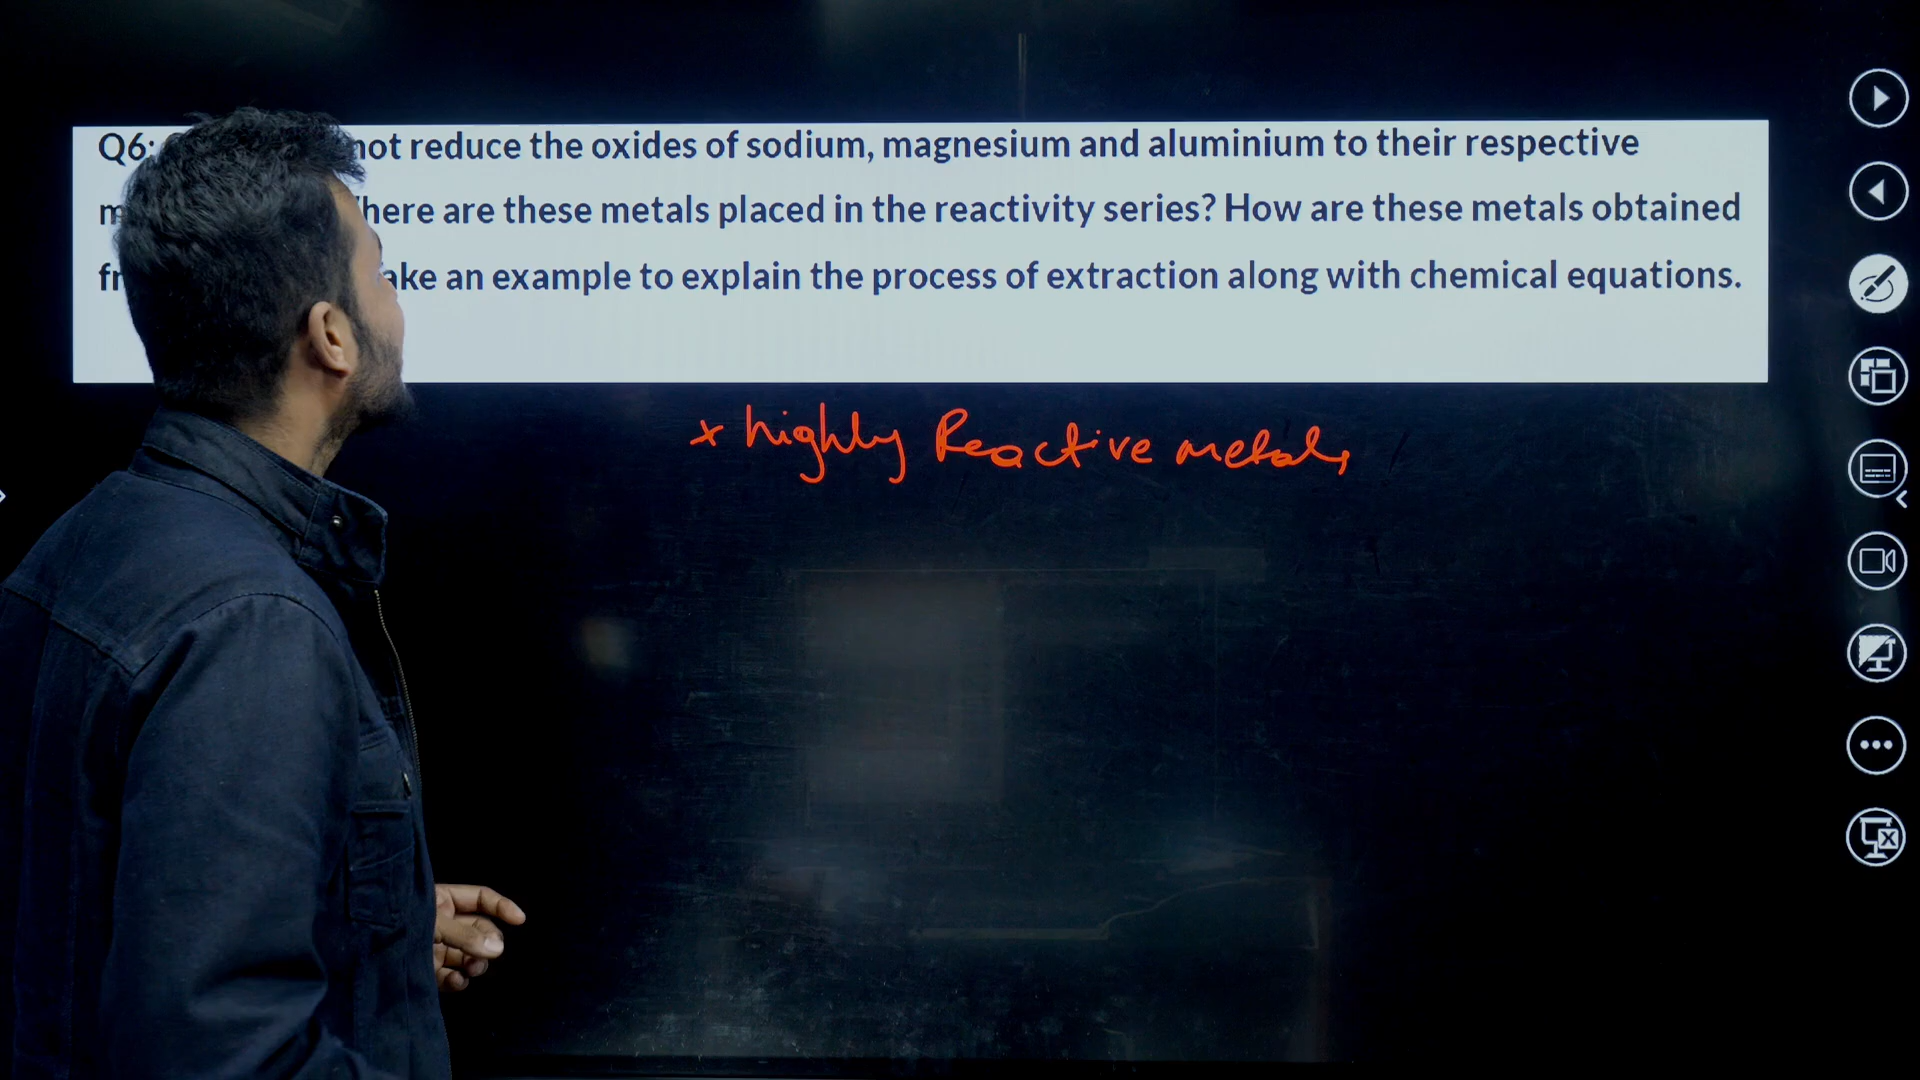 Q6: not reduce the oxides of sodium, magnesium and aluminium to their respective
here are these metals placed in the reactivity series? How are these metals obtained
ake an example to explain the process of extraction along with chemical equations.
x highly Reactive metals